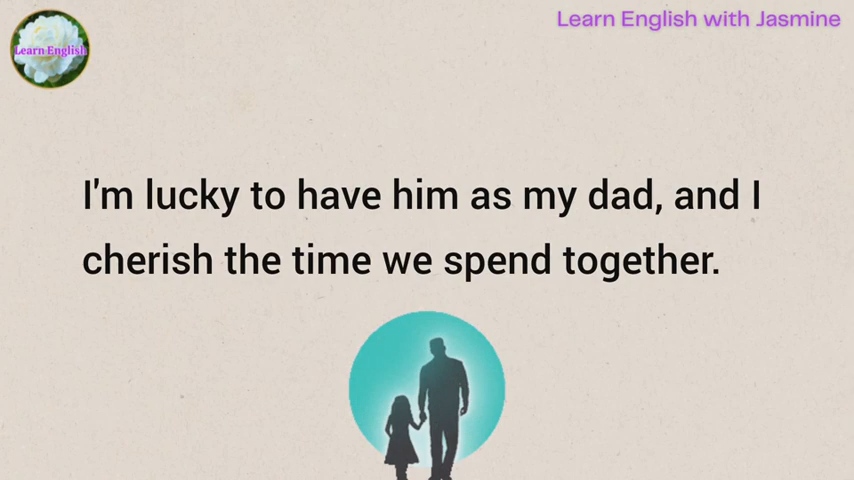 Learn English with Jasmine
Learn English
I'm lucky to have him as my dad, and I
cherish the time we spend together.